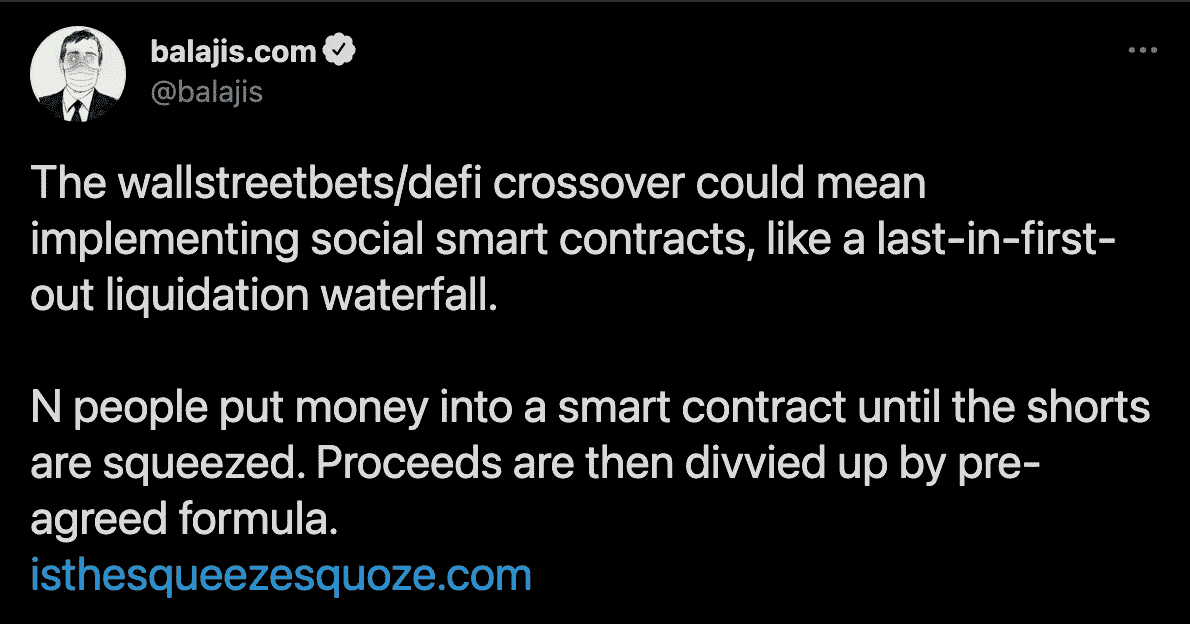 balajis.com
@balajis
The wallstreetbets/defi crossover could mean
implementing social smart contracts, like a last-in-first-
out liquidation waterfall.
N people put money into a smart contract until the shorts
are squeezed. Proceeds are then divvied up by pre-
agreed formula.
isthesqueezesquoze.com